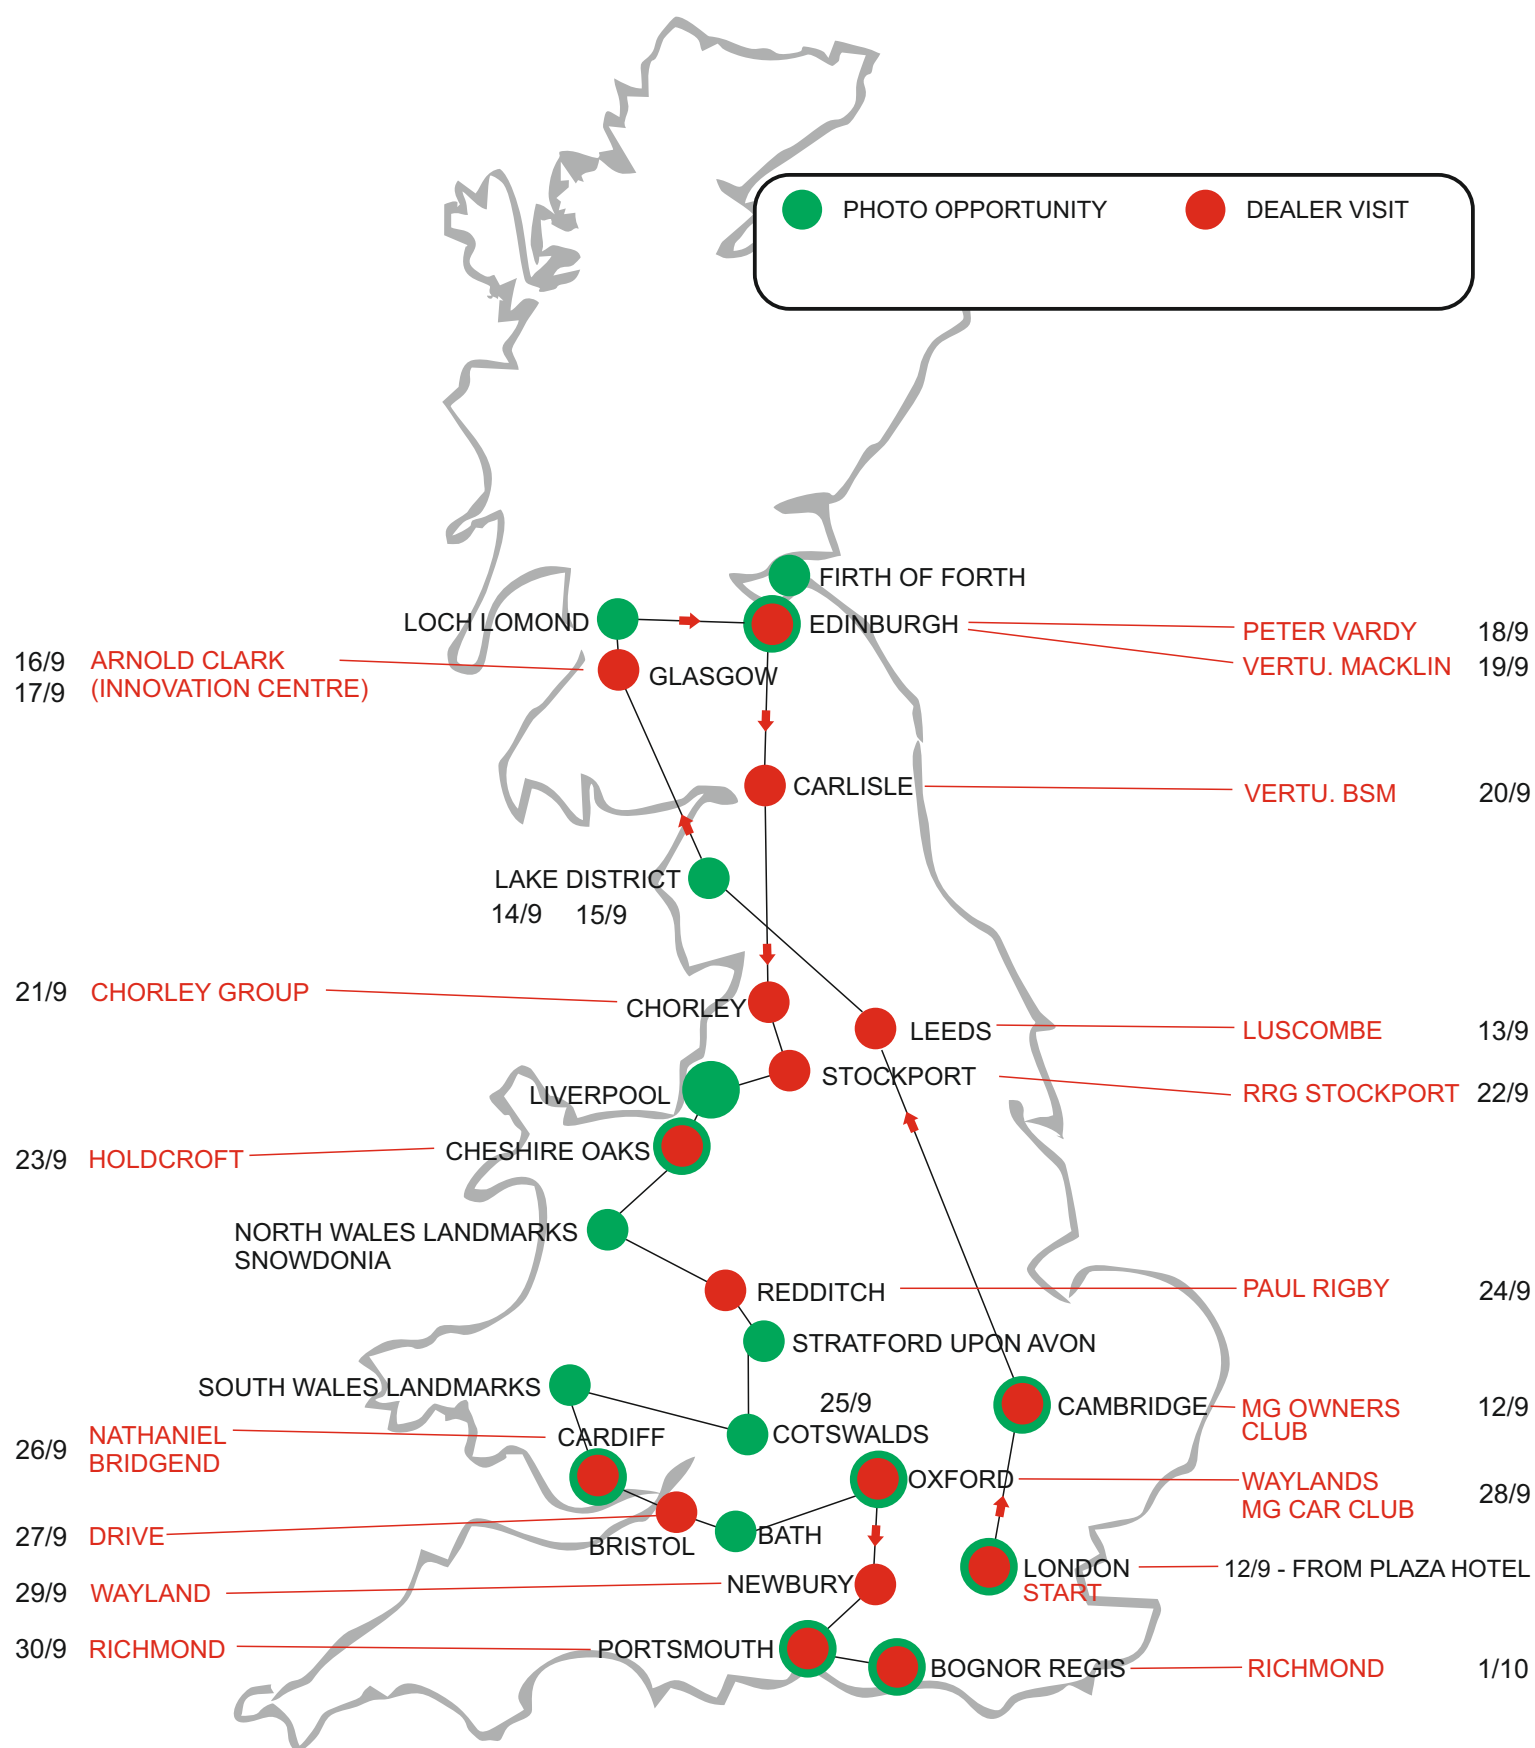 PHOTO OPPORTUNITY
DEALER VISIT
FIRTH OF FORTH
LOCH LOMOND
EDINBURGH
PETER VARDY
18/9
16/9
ARNOLD CLARK
VERTU. MACKLIN
19/9
17/9
(INNOVATION CENTRE)
GLASGOW
CARLISLE
VERTU. BSM
20/9
LAKE DISTRICT
14/9
15/9
21/9
CHORLEY GROUP
CHORLEY
LEEDS
LUSCOMBE
13/9
STOCKPORT
RRG STOCKPORT
22/9
LIVERPOOL
23/9
HOLDCROFT
CHESHIRE OAKS
NORTH WALES LANDMARKS
SNOWDONIA
REDDITCH
PAUL RIGBY
24/9
STRATFORD UPON AVON
SOUTH WALES LANDMARKS
25/9
COTSWALDS
CAMBRIDGE
MG OWNERS
CLUB
12/9
26/9
NATHANIEL
BRIDGEND
CARDIFF
OXFORD
WAYLANDS
MG CAR CLUB
28/9
27/9
DRIVE
BRISTOL
BATH
LONDON
START
12/9 - FROM PLAZA HOTEL
29/9
WAYLAND
NEWBURY
30/9
RICHMOND
PORTSMOUTH
BOGNOR REGIS
RICHMOND
1/10